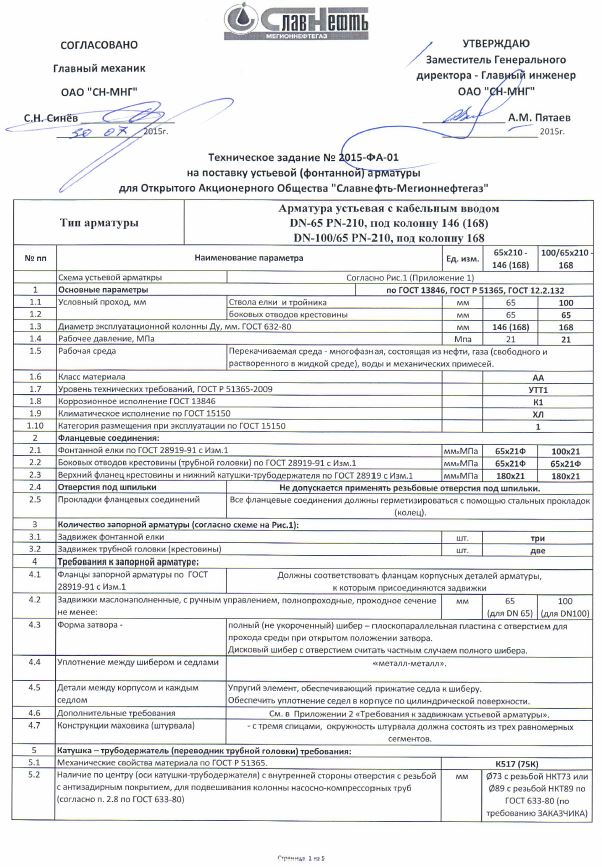 СЛАВНЕФТЬ
МЕГИОННЕФТЕГАЗ
СОГЛАСОВАНО
Главный механик
ОАО "СН-МНГ"
С.Н. Синёв
30 07 2015г.
УТВЕРЖДАЮ
Заместитель Генерального
директора - Главный инженер
ОАО "СН-МНГ"
А.М. Пятаев
2015г.
Техническое задание № 2015-ФА-01
на поставку устьевой (фонтанной) арматуры
для Открытого Акционерного Общества "Славнефть-Мегионнефтегаз"
Тип арматуры
Арматура устьевая с кабельным вводом
DN-65 PN-210, под колонну 146 (168)
DN-100/65 PN-210, под колонну 168
№ пп Наименование параметра Ед. изм. 65х210 - 146 (168) 100/65х210 - 168
Схема устьевой арматкры Согласно Рис.1 (Приложение 1)
1 Основные параметры по ГОСТ 13846, ГОСТ Р 51365, ГОСТ 12.2.132
1.1 Условный проход, мм Ствола елки и тройника мм 65 100
1.2 боковых отводов крестовины мм 65 65
1.3 Диаметр эксплуатационной колонны Ду, мм. ГОСТ 632-80 мм 146 (168) 168
1.4 Рабочее давление, МПа Мпа 21 21
1.5 Рабочая среда Перекачиваемая среда - многофазная, состоящая из нефти, газа (свободного и
растворенного в жидкой среде), воды и механических примесей.
1.6 Класс материала АА
1.7 Уровень технических требований, ГОСТ Р 51365-2009 УТТ1
1.8 Коррозионное исполнение ГОСТ 13846 К1
1.9 Климатическое исполнение по ГОСТ 15150 ХЛ
1.10 Категория размещения при эксплуатации по ГОСТ 15150 1
2 Фланцевые соединения:
2.1 Фонтанной елки по ГОСТ 28919-91 с Изм.1 ммхМПа 65х21Ф 100х21
2.2 Боковых отводов крестовины (трубной головки) по ГОСТ 28919-91 с Изм.1 ммхМПа 65х21Ф 65х21Ф
2.3 Верхний фланец крестовины и нижний катушки-трубодержателя по ГОСТ 28919 с Изм.1 ммхМПа 180х21 180х21
2.4 Отверстия под шпильки Не допускается применять резьбовые отверстия под шпильки.
2.5 Прокладки фланцевых соединений Все фланцевые соединения должны герметизироваться с помощью стальных прокладок
(колец).
3 Количество запорной арматуры (согласно схеме на Рис.1):
3.1 Задвижек фонтанной елки шт. три
3.2 Задвижек трубной головки (крестовины) шт. две
4 Требования к запорной арматуре:
4.1 Фланцы запорной арматуры по ГОСТ Должны соответствовать фланцам корпусных деталей арматуры,
28919-91 с Изм.1 к которым присоединяются задвижки
4.2 Задвижки маслонаполненные, с ручным управлением, полнопроходные, проходное сечение мм 65 100
не менее: (для DN 65) (для DN100)
4.3 Форма затвора - полный (не укороченный) шибер – плоскопараллельная пластина с отверстием для
прохода среды при открытом положении затвора.
Дисковый шибер с отверстием считать частным случаем полного шибера.
4.4 Уплотнение между шибером и седлами «металл-металл».
4.5 Детали между корпусом и каждым Упругий элемент, обеспечивающий прижатие седла к шиберу.
седлом Обеспечить уплотнение седел в корпусе по цилиндрической поверхности.
4.6 Дополнительные требования См. в Приложении 2 «Требования к задвижкам устьевой арматуры».
4.7 Конструкции маховика (штурвала) - с тремя спицами, окружность штурвала должна состоять из трех равномерных
сегментов.
5 Катушка – трубодержатель (переводник трубной головки) требования:
5.1 Механические свойства материала по ГОСТ Р 51365. К517 (75К)
5.2 Наличие по центру (оси катушки-трубодержателя) с внутренней стороны отверстия с резьбой мм Ø73 с резьбой НКТ73 или
с антизадирным покрытием, для подвешивания колонны насосно-компрессорных труб Ø89 с резьбой НКТ89 по
(согласно п. 2.8 по ГОСТ 633-80) ГОСТ 633-80 (по
требованию ЗАКАЗЧИКА)
Страница 1 из 5